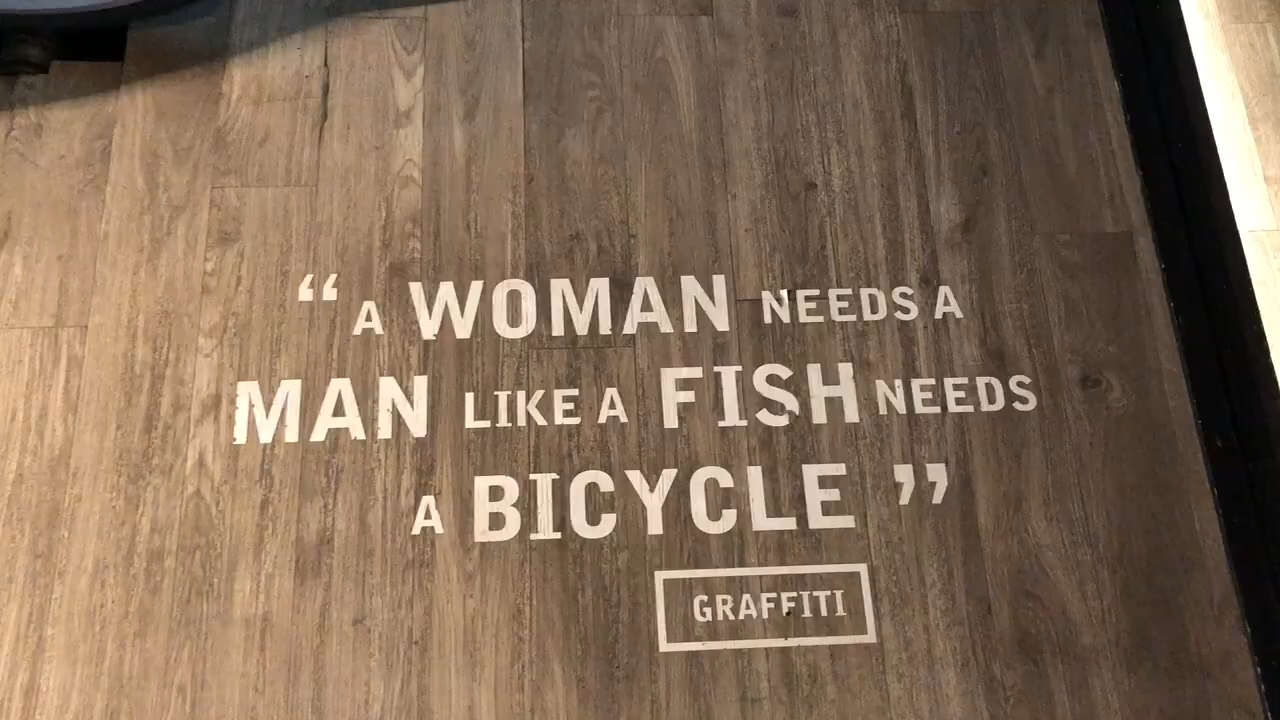 “A WOMAN NEEDS A
MAN LIKE A FISH NEEDS
A BICYCLE”
GRAFFITI